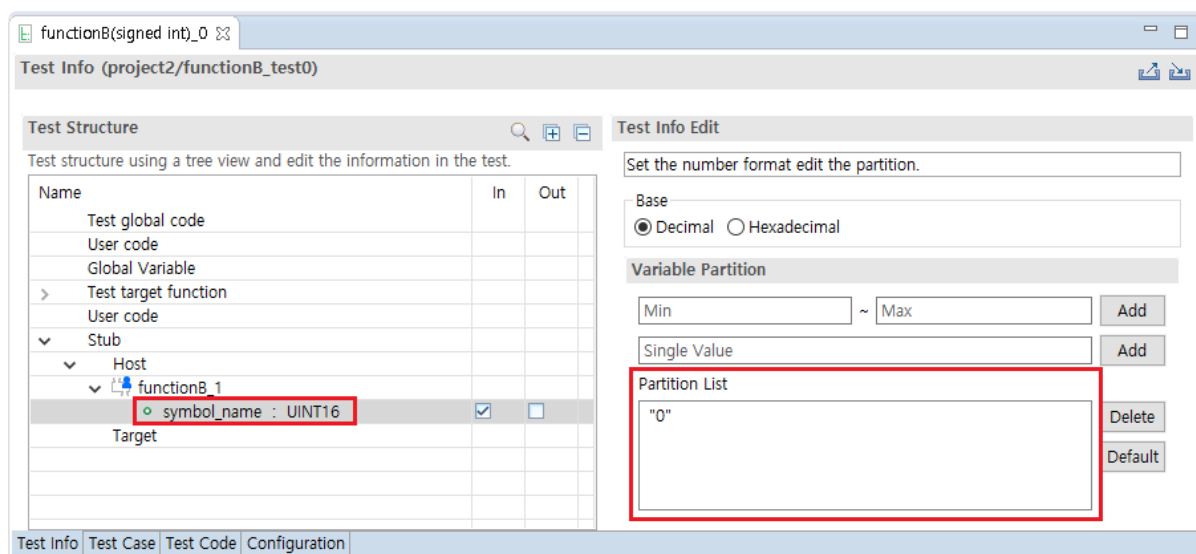 functionB(signed int)_0
Test Info (project2/functionB_test0)
Test Structure
Test structure using a tree view and edit the information in the test.
Name In Out
Test global code
User code
Global Variable
Test target function
User code
Stub
Host
functionB_1
symbol_name : UINT16
Target
Test Info Edit
Set the number format edit the partition.
Base
Decimal Hexadecimal
Variable Partition
Min ~ Max Add
Single Value Add
Partition List
"0"
Delete
Default
Test Info Test Case Test Code Configuration